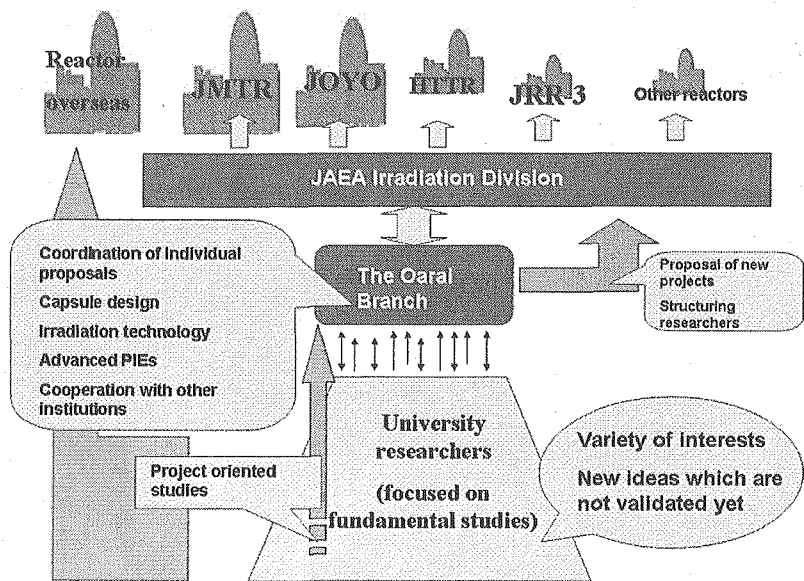 Reactor
overseas
JMTR
JOYO
HTTR
JRR-3
Other reactors
JAEA Irradiation Division
Coordination of individual
proposals
Capsule design
Irradiation technology
Advanced PIEs
Cooperation with other
institutions
The Oaral
Branch
Proposal of new
projects
Structuring
researchers
Project oriented
studies
University
researchers
(focused on
fundamental studies)
Variety of interests
New ideas which are
not validated yet